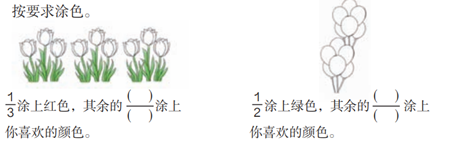 按要求涂色。
1/3涂上红色，其余的( )/( )涂上
你喜欢的颜色。
1/2涂上绿色，其余的( )/( )涂上
你喜欢的颜色。